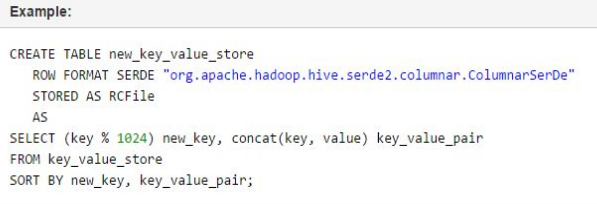 Example:
CREATE TABLE new_key_value_store
ROW FORMAT SERDE "org.apache.hadoop.hive.serde2.columnar.ColumnarSerDe"
STORED AS RCFile
AS
SELECT (key % 1024) new_key, concat(key, value) key_value_pair
FROM key_value_store
SORT BY new_key, key_value_pair;